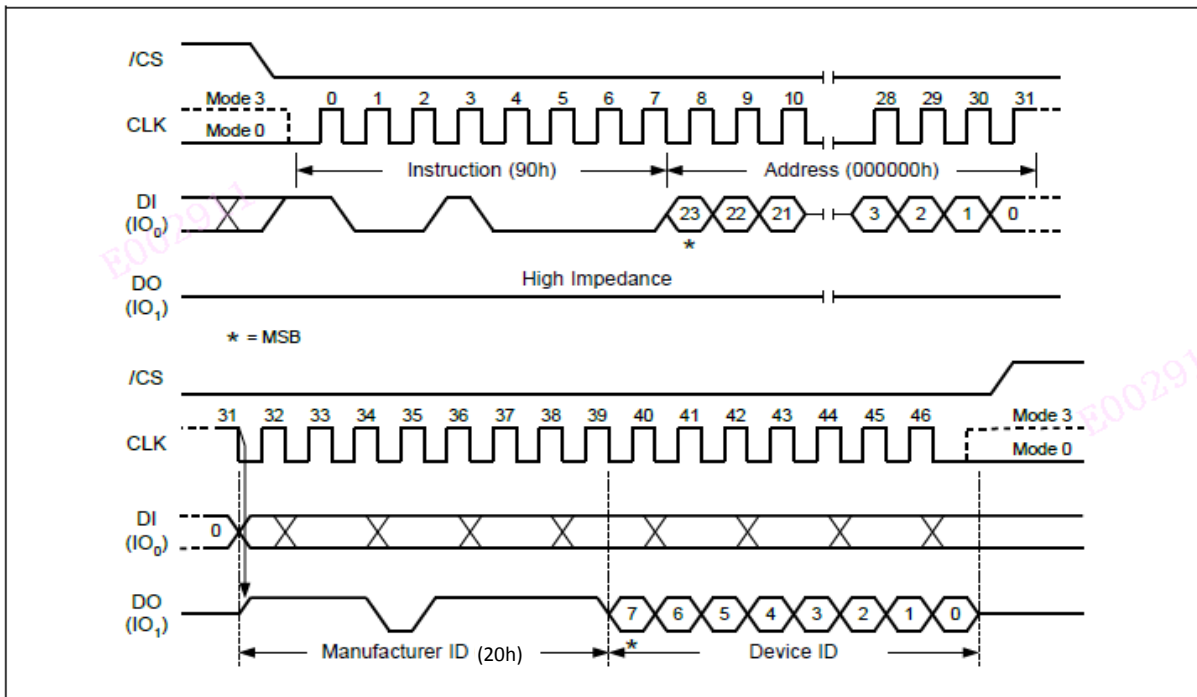 /CS
Mode 3 0 1 2 3 4 5 6 7 8 9 10 28 29 30 31
CLK
Mode 0
Instruction (90h) Address (000000h)
DI
(IO0) 23 22 21 3 2 1 0
*
E002911
High Impedance
DO
(IO1)
* = MSB
/CS
E002911
31 32 33 34 35 36 37 38 39 40 41 42 43 44 45 46 Mode 3
CLK
Mode 0
DI
(IO0) 0
DO
(IO1) 7 6 5 4 3 2 1 0
*
Manufacturer ID (20h) Device ID